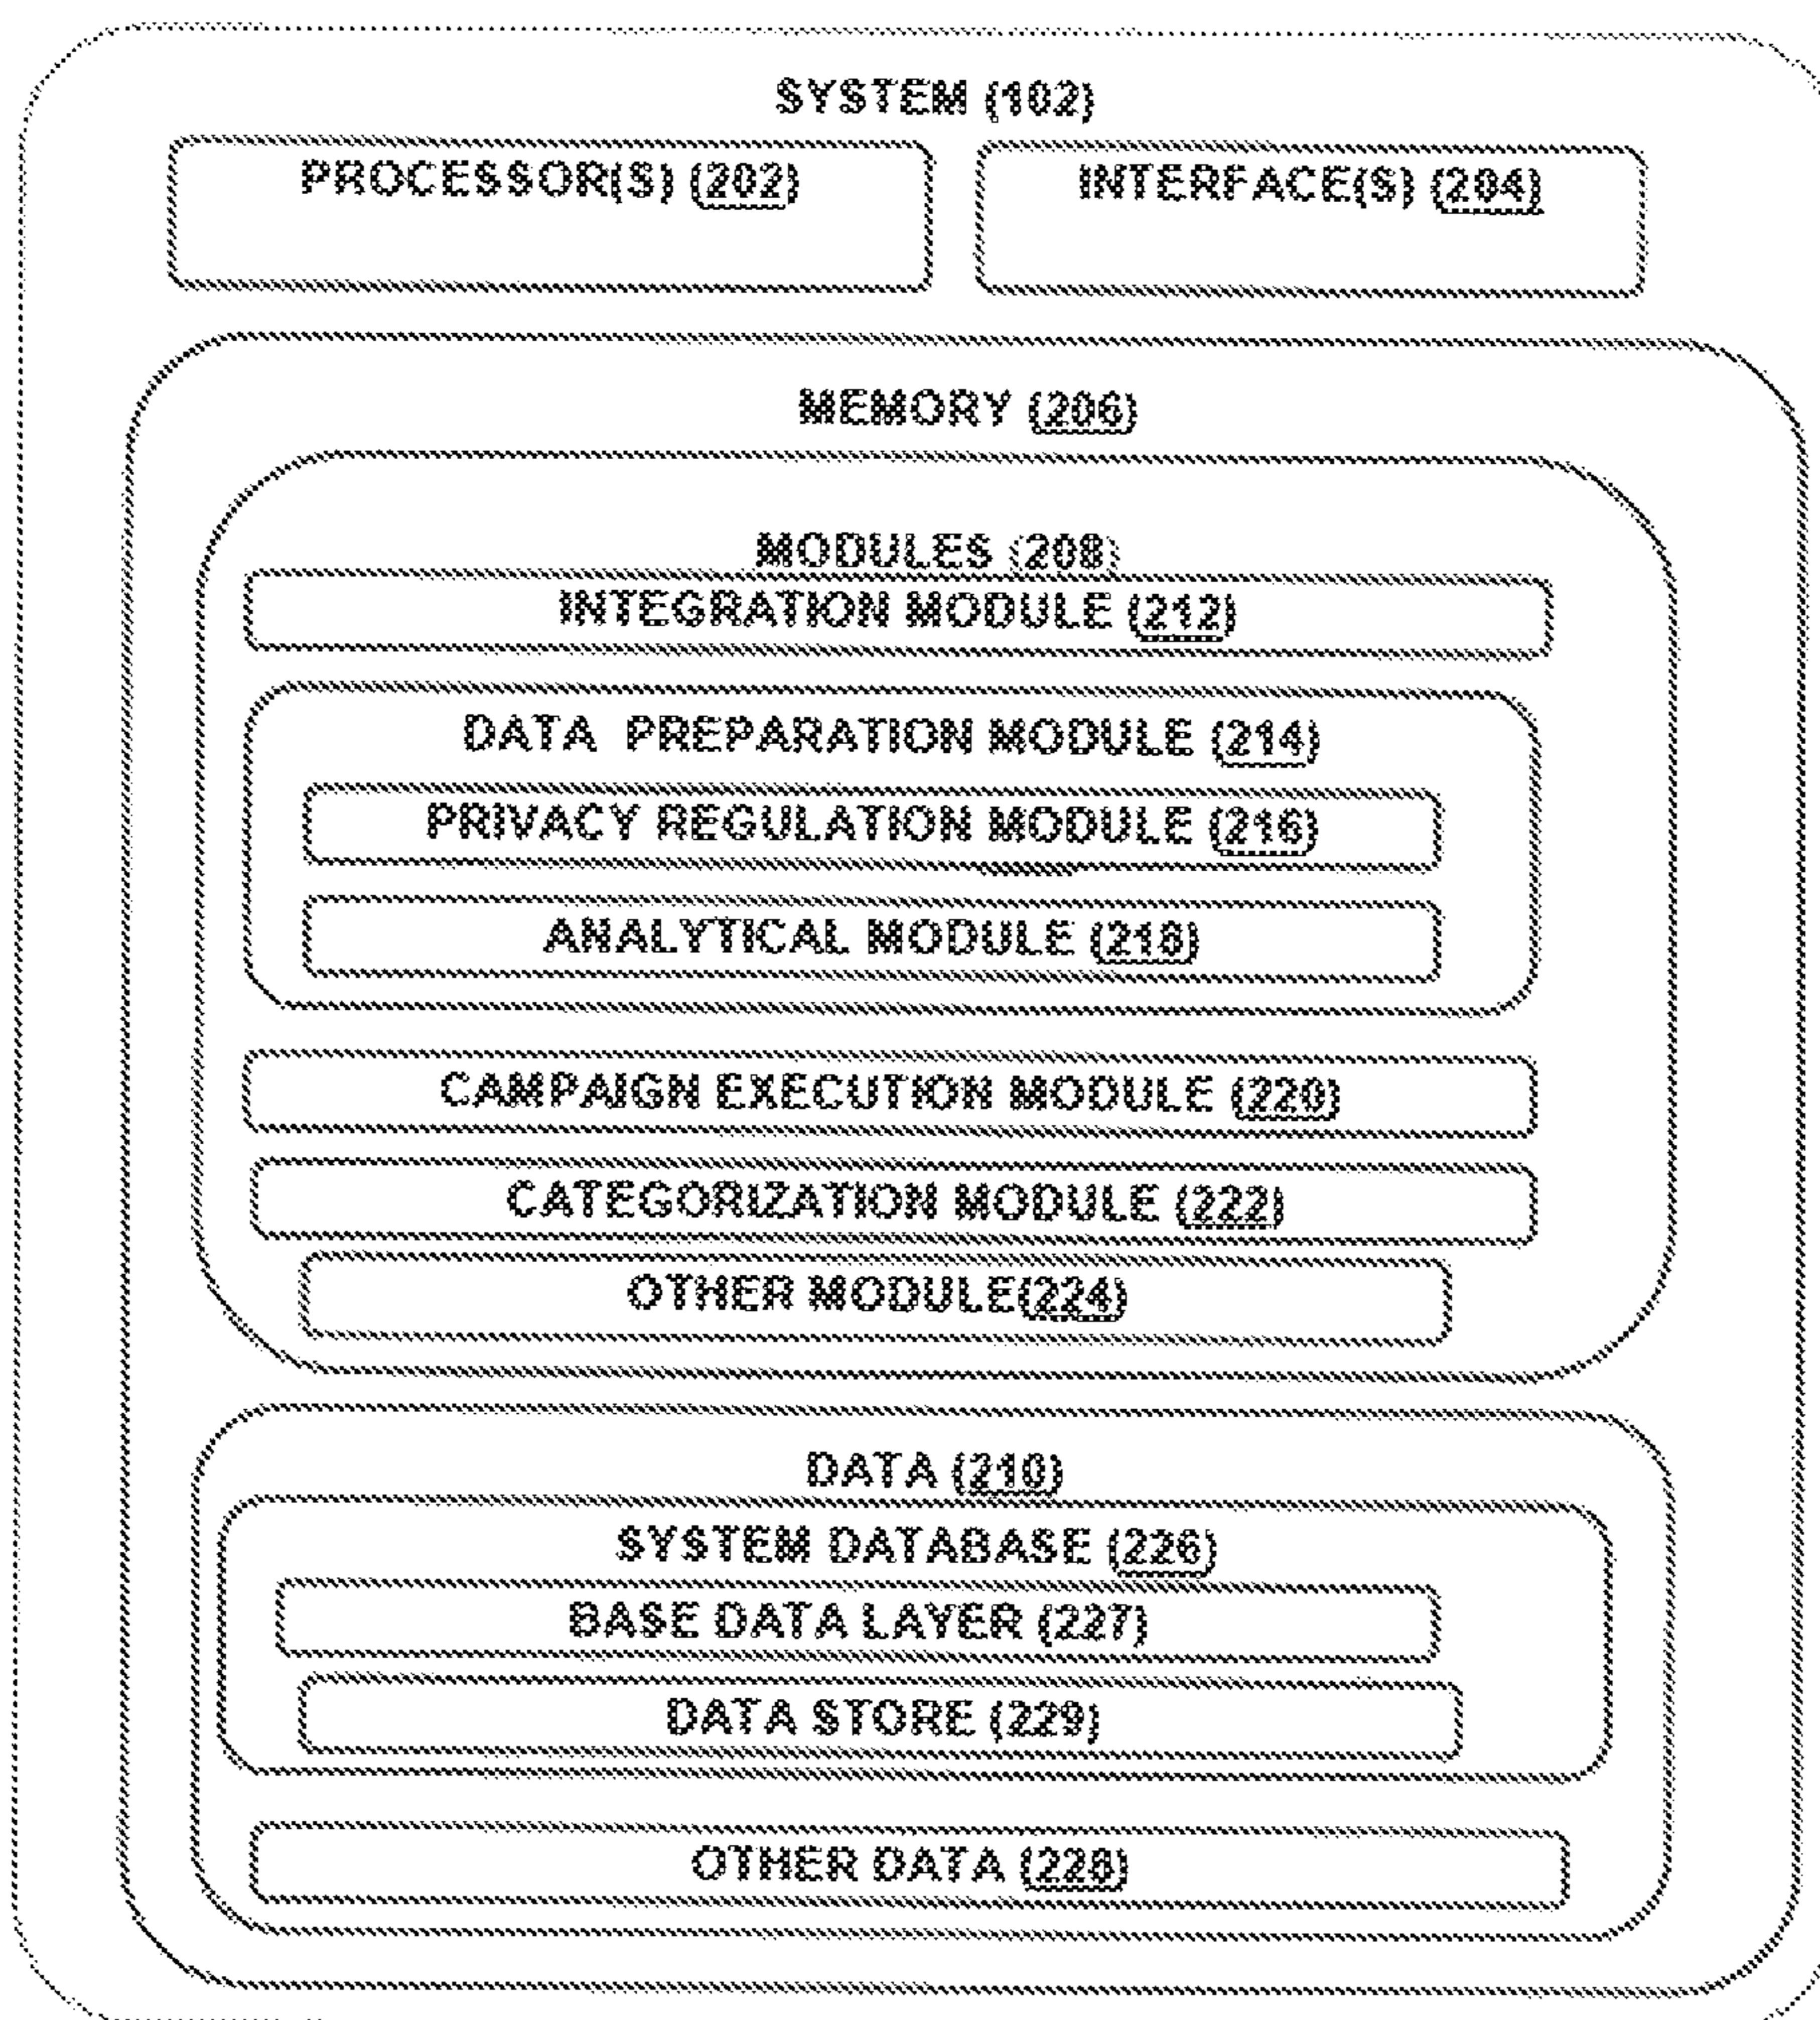 SYSTEM (102)
PROCESSOR(S) (202)
INTERFACE(S) (204)
MEMORY (206)
MODULES (208)
INTEGRATION MODULE (212)
DATA PREPARATION MODULE (214)
PRIVACY REGULATION MODULE (216)
ANALYTICAL MODULE (218)
CAMPAIGN EXECUTION MODULE (220)
CATEGORIZATION MODULE (222)
OTHER MODULE(224)
DATA (210)
SYSTEM DATABASE (226)
BASE DATA LAYER (227)
DATA STORE (229)
OTHER DATA (228)